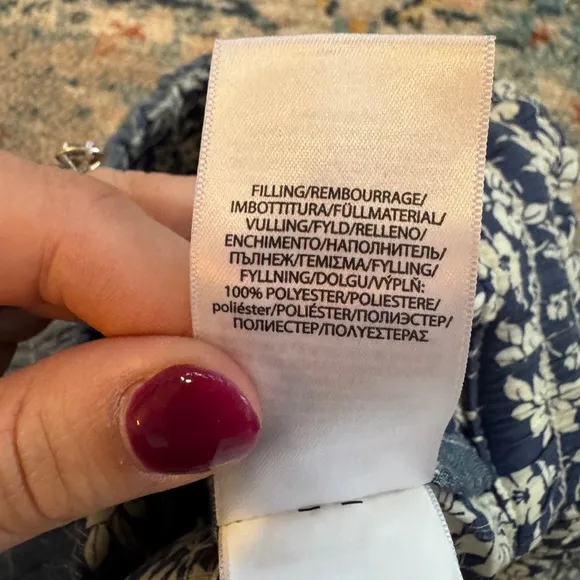 FILLING/REMBOURRAGE/
IMBOTTITURA/FÜLLMATERIAL/
VULLING/FYLD/RELLENO/
ENCHIMENTO/НАПОЛНИТЕЛЬ/
ПЪЛНЕЖ/ГЕМІΣМА/FYLLING/
FYLLNING/DOLGU/VÝPLŇ:
100% POLYESTER/POLIESTERE/
poliéster/POLIÉSTER/ПОЛИЭСТЕР/
ПОЛИЕСТЕР/ΠΟΛΥΕΣΤΕΡΑΣ